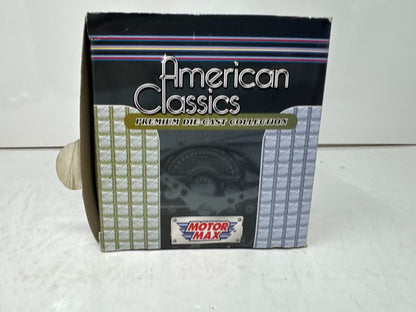 American
Classics
PREMIUM DIE-CAST COLLECTION
MOTOR
MAX